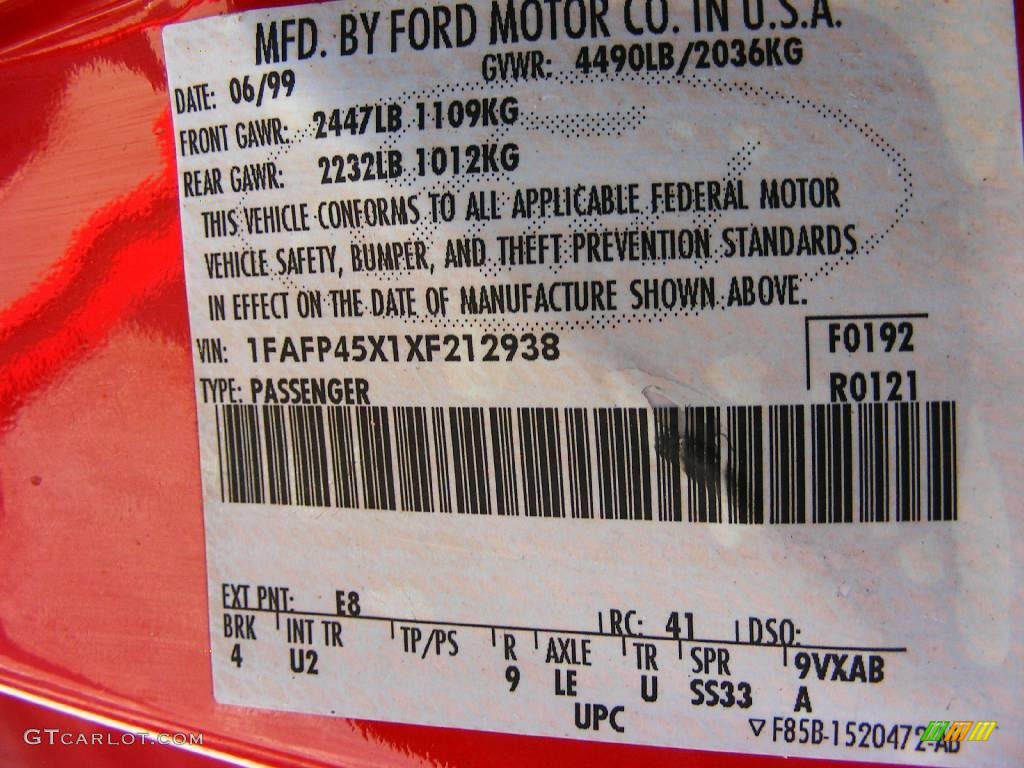 MFD. BY FORD MOTOR CO. IN U.S.A.
DATE: 06/99 GVWR: 4490LB/2036KG
FRONT GAWR: 2447LB 1109KG
REAR GAWR: 2232LB 1012KG
THIS VEHICLE CONFORMS TO ALL APPLICABLE FEDERAL MOTOR
VEHICLE SAFETY, BUMPER, AND THEFT PREVENTION STANDARDS
IN EFFECT ON THE DATE OF MANUFACTURE SHOWN ABOVE.
VIN: 1FAFP45X1XF212938 F0192
TYPE: PASSENGER R0121
EXT PNT: E8 RC: 41 DSO:
BRK INT TR TP/PS R AXLE TR SPR 9VXAB
4 U2 9 LE U SS33 A
UPC F85B-1520472-AB
GTCARLOT.COM